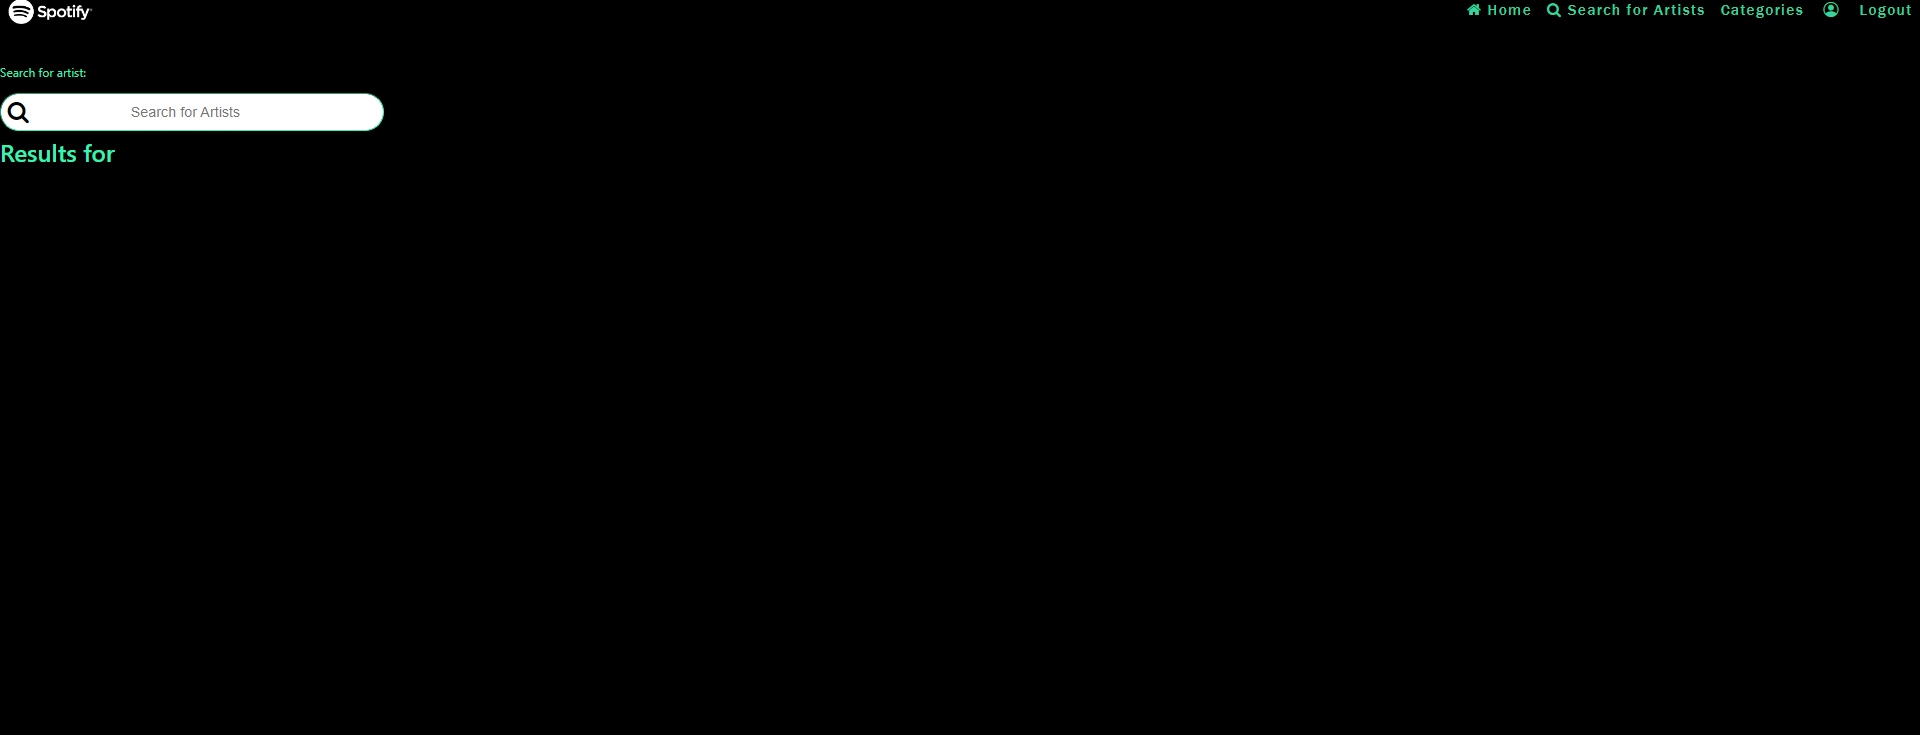 Spotify
Home Search for Artists Categories Logout
Search for artist:
Search for Artists
Results for